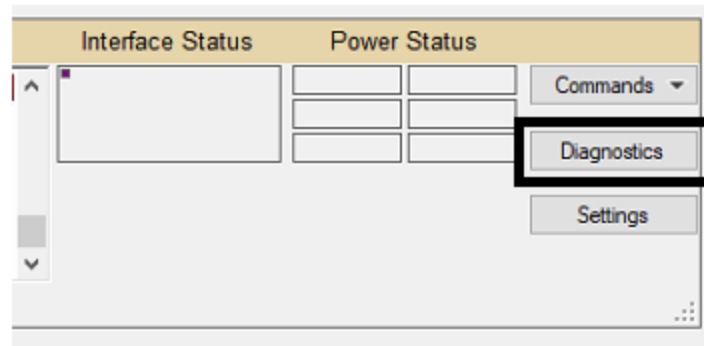 Interface Status Power Status
Commands
Diagnostics
Settings